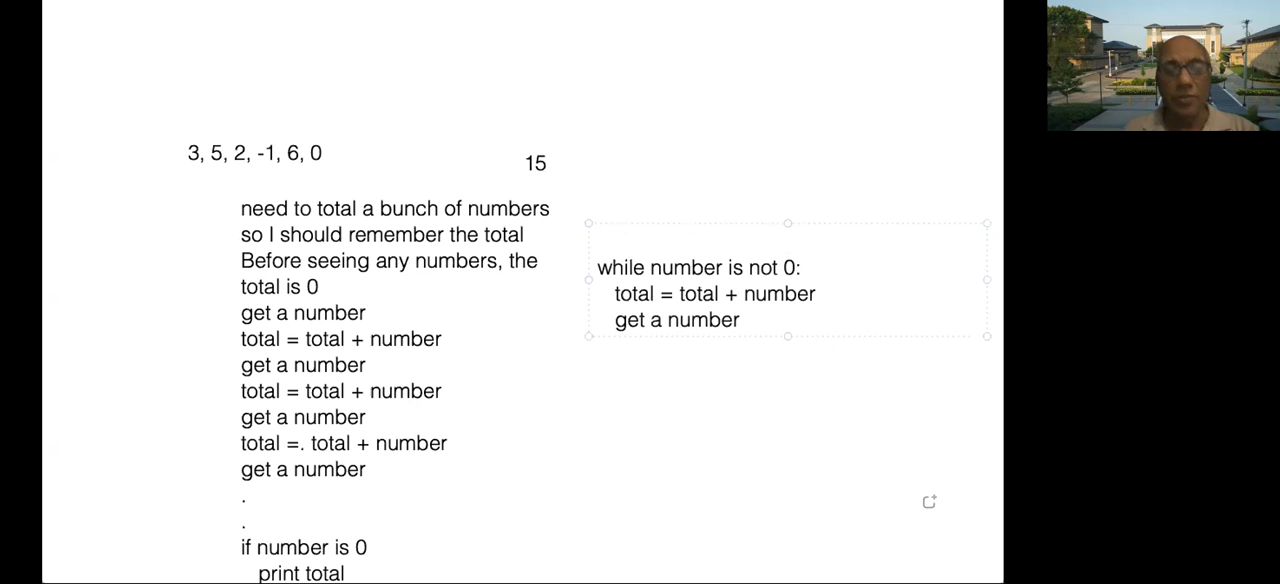 3, 5, 2, -1, 6, 0
15
need to total a bunch of numbers
so I should remember the total
Before seeing any numbers, the
total is 0
get a number
total = total + number
get a number
total = total + number
get a number
total =. total + number
get a number
.
.
if number is 0
print total
while number is not 0:
total = total + number
get a number